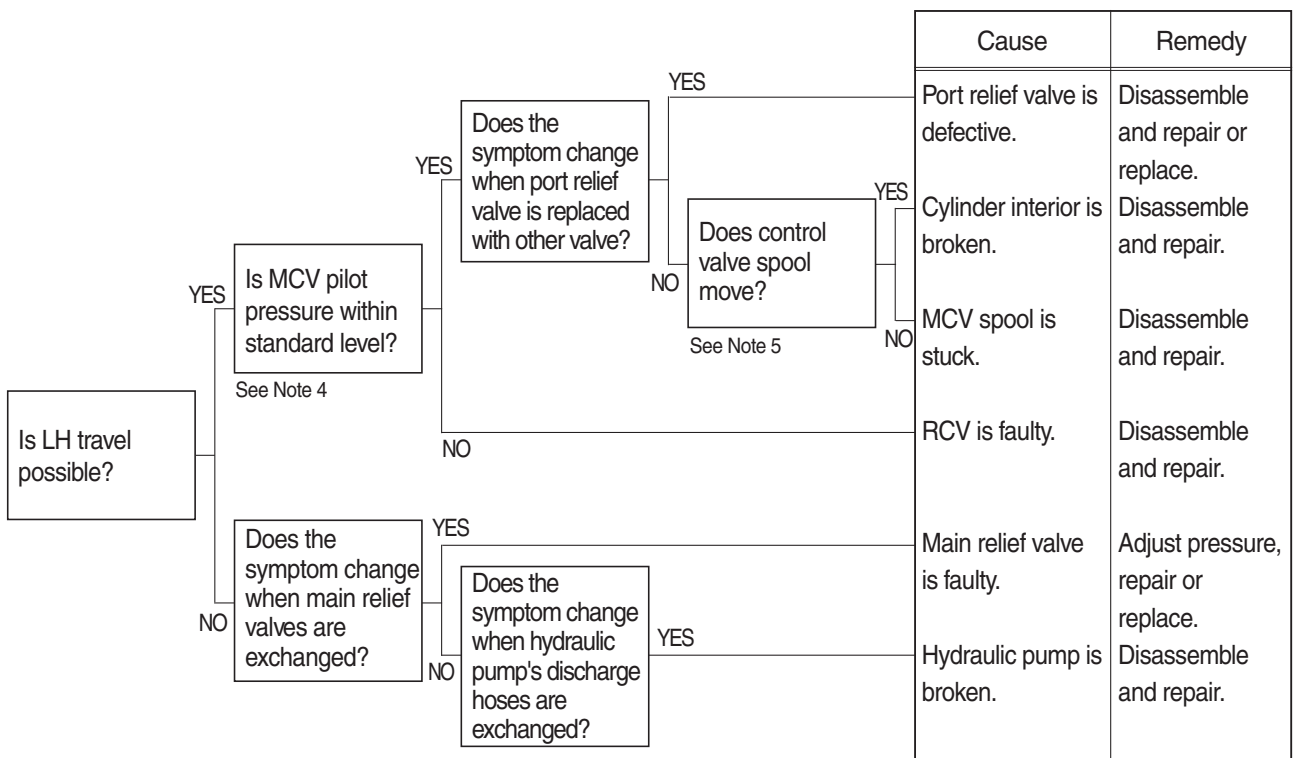 Cause
Remedy
YES
Does the
symptom change
when port relief
valve is replaced
with other valve?
Port relief valve is
defective.
Disassemble
and repair or
replace.
YES
YES
Cylinder interior is
broken.
Disassemble
and repair.
Does control
valve spool
move?
NO
See Note 5
NO
MCV spool is
stuck.
Disassemble
and repair.
YES
Is MCV pilot
pressure within
standard level?
See Note 4
NO
RCV is faulty.
Disassemble
and repair.
Is LH travel
possible?
NO
Does the
symptom change
when main relief
valves are
exchanged?
YES
Main relief valve
is faulty.
Adjust pressure,
repair or
replace.
NO
Does the
symptom change
when hydraulic
pump's discharge
hoses are
exchanged?
YES
Hydraulic pump is
broken.
Disassemble
and repair.